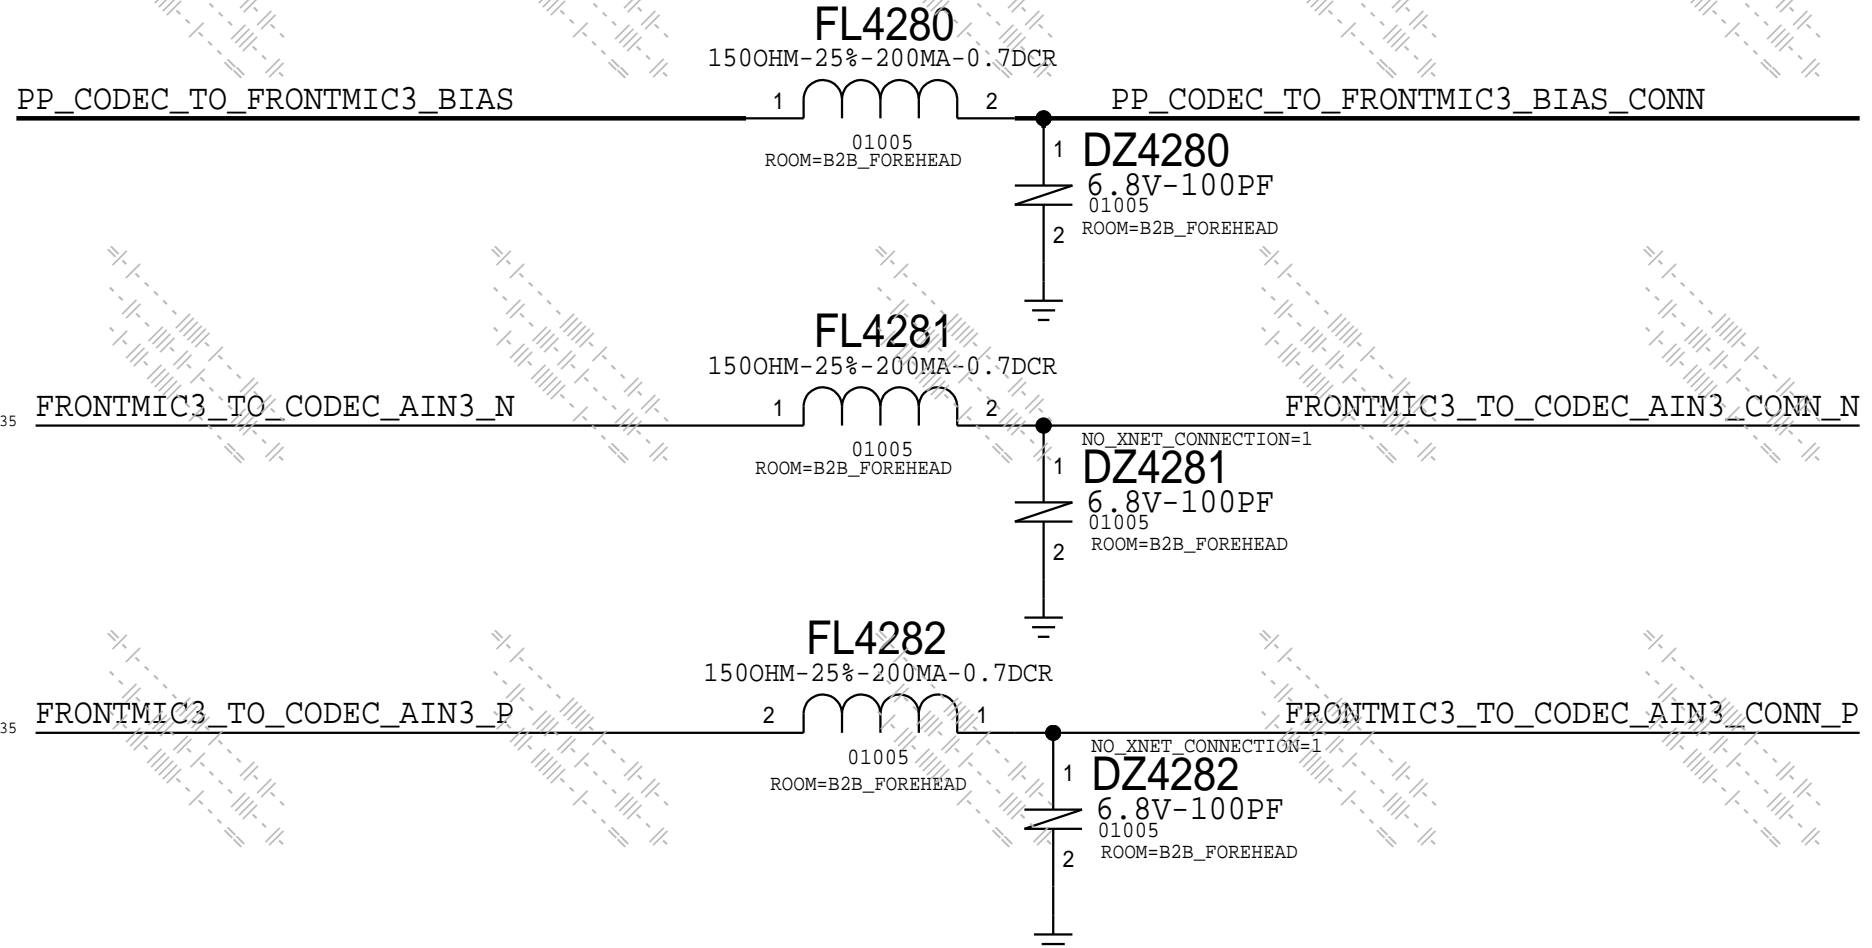 FL4280
150OHM-25%-200MA-0.7DCR
PP_CODEC_TO_FRONTMIC3_BIAS
1
2
PP_CODEC_TO_FRONTMIC3_BIAS_CONN
01005
ROOM=B2B_FOREHEAD
1
DZ4280
6.8V-100PF
01005
ROOM=B2B_FOREHEAD
2
FL4281
150OHM-25%-200MA-0.7DCR
35
FRONTMIC3_TO_CODEC_AIN3_N
1
2
FRONTMIC3_TO_CODEC_AIN3_CONN_N
01005
ROOM=B2B_FOREHEAD
NO_XNET_CONNECTION=1
1
DZ4281
6.8V-100PF
01005
ROOM=B2B_FOREHEAD
2
FL4282
150OHM-25%-200MA-0.7DCR
35
FRONTMIC3_TO_CODEC_AIN3_P
2
1
FRONTMIC3_TO_CODEC_AIN3_CONN_P
01005
ROOM=B2B_FOREHEAD
NO_XNET_CONNECTION=1
1
DZ4282
6.8V-100PF
01005
ROOM=B2B_FOREHEAD
2